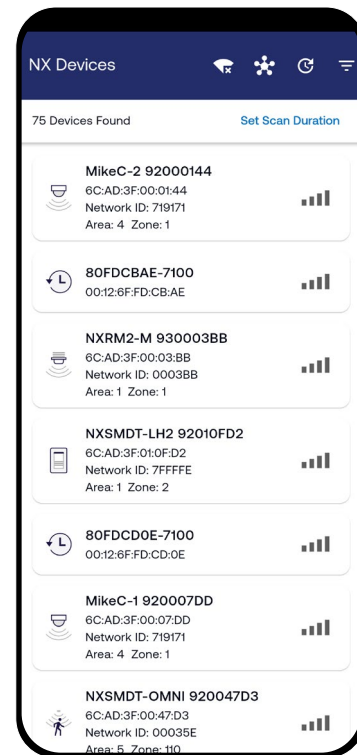 NX Devices
75 Devices Found
Set Scan Duration
MikeC-2 92000144
6C:AD:3F:00:01:44
Network ID: 719171
Area: 4 Zone: 1
L
80FDCBAE-7100
00:12:6F:FD:CB:AE
NXRM2-M 930003BB
6C:AD:3F:00:03:BB
Network ID: 0003BB
Area: 1 Zone: 1
NXSMDT-LH2 92010FD2
6C:AD:3F:01:0F:D2
Network ID: 7FFFFE
Area: 1 Zone: 2
L
80FDCD0E-7100
00:12:6F:FD:CD:0E
MikeC-1 920007DD
6C:AD:3F:00:07:DD
Network ID: 719171
Area: 4 Zone: 1
NXSMDT-OMNI 920047D3
6C:AD:3F:00:47:D3
Network ID: 00035E
Area: 5 Zone: 110